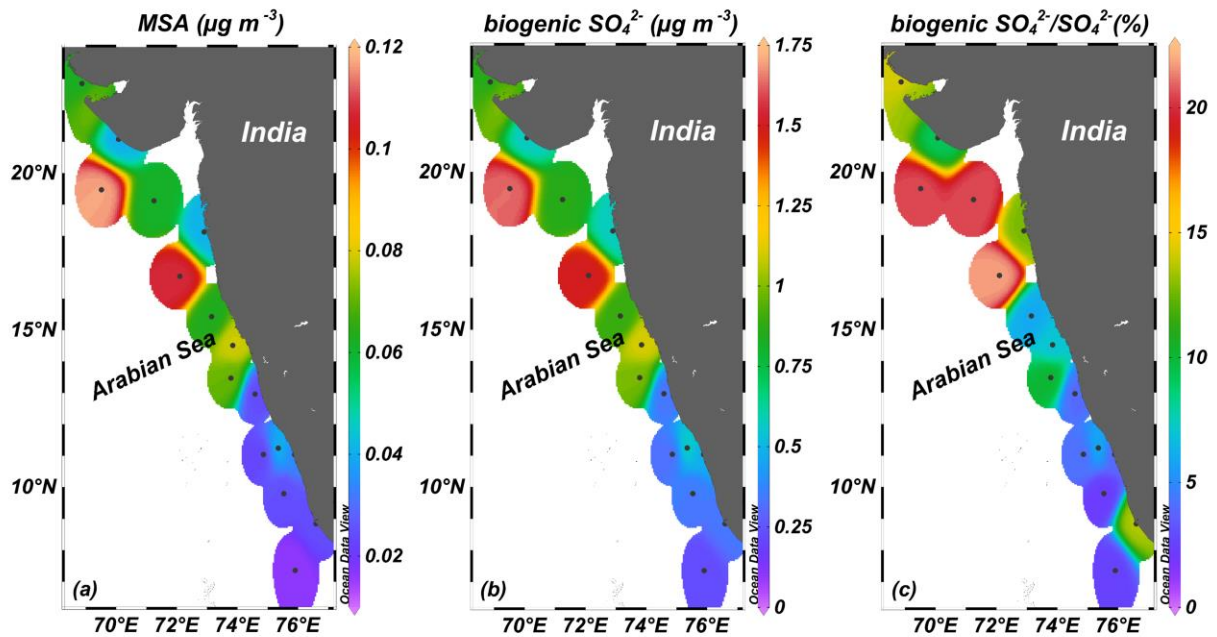 MSA (μg m⁻³)
0.12
0.1
0.08
0.06
0.04
0.02
India
Arabian Sea
20°N
15°N
10°N
70°E 72°E 74°E 76°E
(a)
Ocean Data View
biogenic SO₄²⁻ (μg m⁻³)
1.75
1.5
1.25
1
0.75
0.5
0.25
0
India
Arabian Sea
70°E 72°E 74°E 76°E
(b)
Ocean Data View
biogenic SO₄²⁻/SO₄²⁻(%)
20
15
10
5
0
India
Arabian Sea
20°N
15°N
10°N
70°E 72°E 74°E 76°E
(c)
Ocean Data View